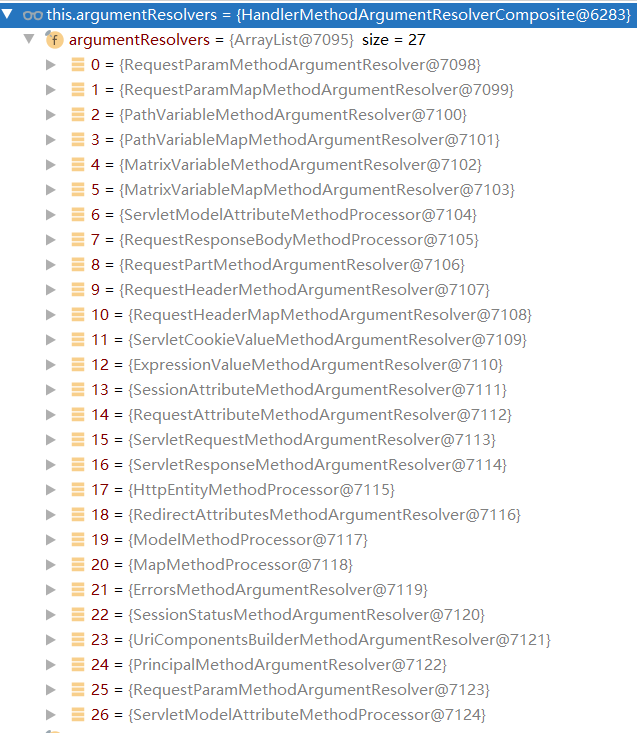 this.argumentResolvers = {HandlerMethodArgumentResolverComposite@6283}
f argumentResolvers = {ArrayList@7095} size = 27
0 = {RequestParamMethodArgumentResolver@7098}
1 = {RequestParamMapMethodArgumentResolver@7099}
2 = {PathVariableMethodArgumentResolver@7100}
3 = {PathVariableMapMethodArgumentResolver@7101}
4 = {MatrixVariableMethodArgumentResolver@7102}
5 = {MatrixVariableMapMethodArgumentResolver@7103}
6 = {ServletModelAttributeMethodProcessor@7104}
7 = {RequestResponseBodyMethodProcessor@7105}
8 = {RequestPartMethodArgumentResolver@7106}
9 = {RequestHeaderMethodArgumentResolver@7107}
10 = {RequestHeaderMapMethodArgumentResolver@7108}
11 = {ServletCookieValueMethodArgumentResolver@7109}
12 = {ExpressionValueMethodArgumentResolver@7110}
13 = {SessionAttributeMethodArgumentResolver@7111}
14 = {RequestAttributeMethodArgumentResolver@7112}
15 = {ServletRequestMethodArgumentResolver@7113}
16 = {ServletResponseMethodArgumentResolver@7114}
17 = {HttpEntityMethodProcessor@7115}
18 = {RedirectAttributesMethodArgumentResolver@7116}
19 = {ModelMethodProcessor@7117}
20 = {MapMethodProcessor@7118}
21 = {ErrorsMethodArgumentResolver@7119}
22 = {SessionStatusMethodArgumentResolver@7120}
23 = {UriComponentsBuilderMethodArgumentResolver@7121}
24 = {PrincipalMethodArgumentResolver@7122}
25 = {RequestParamMethodArgumentResolver@7123}
26 = {ServletModelAttributeMethodProcessor@7124}